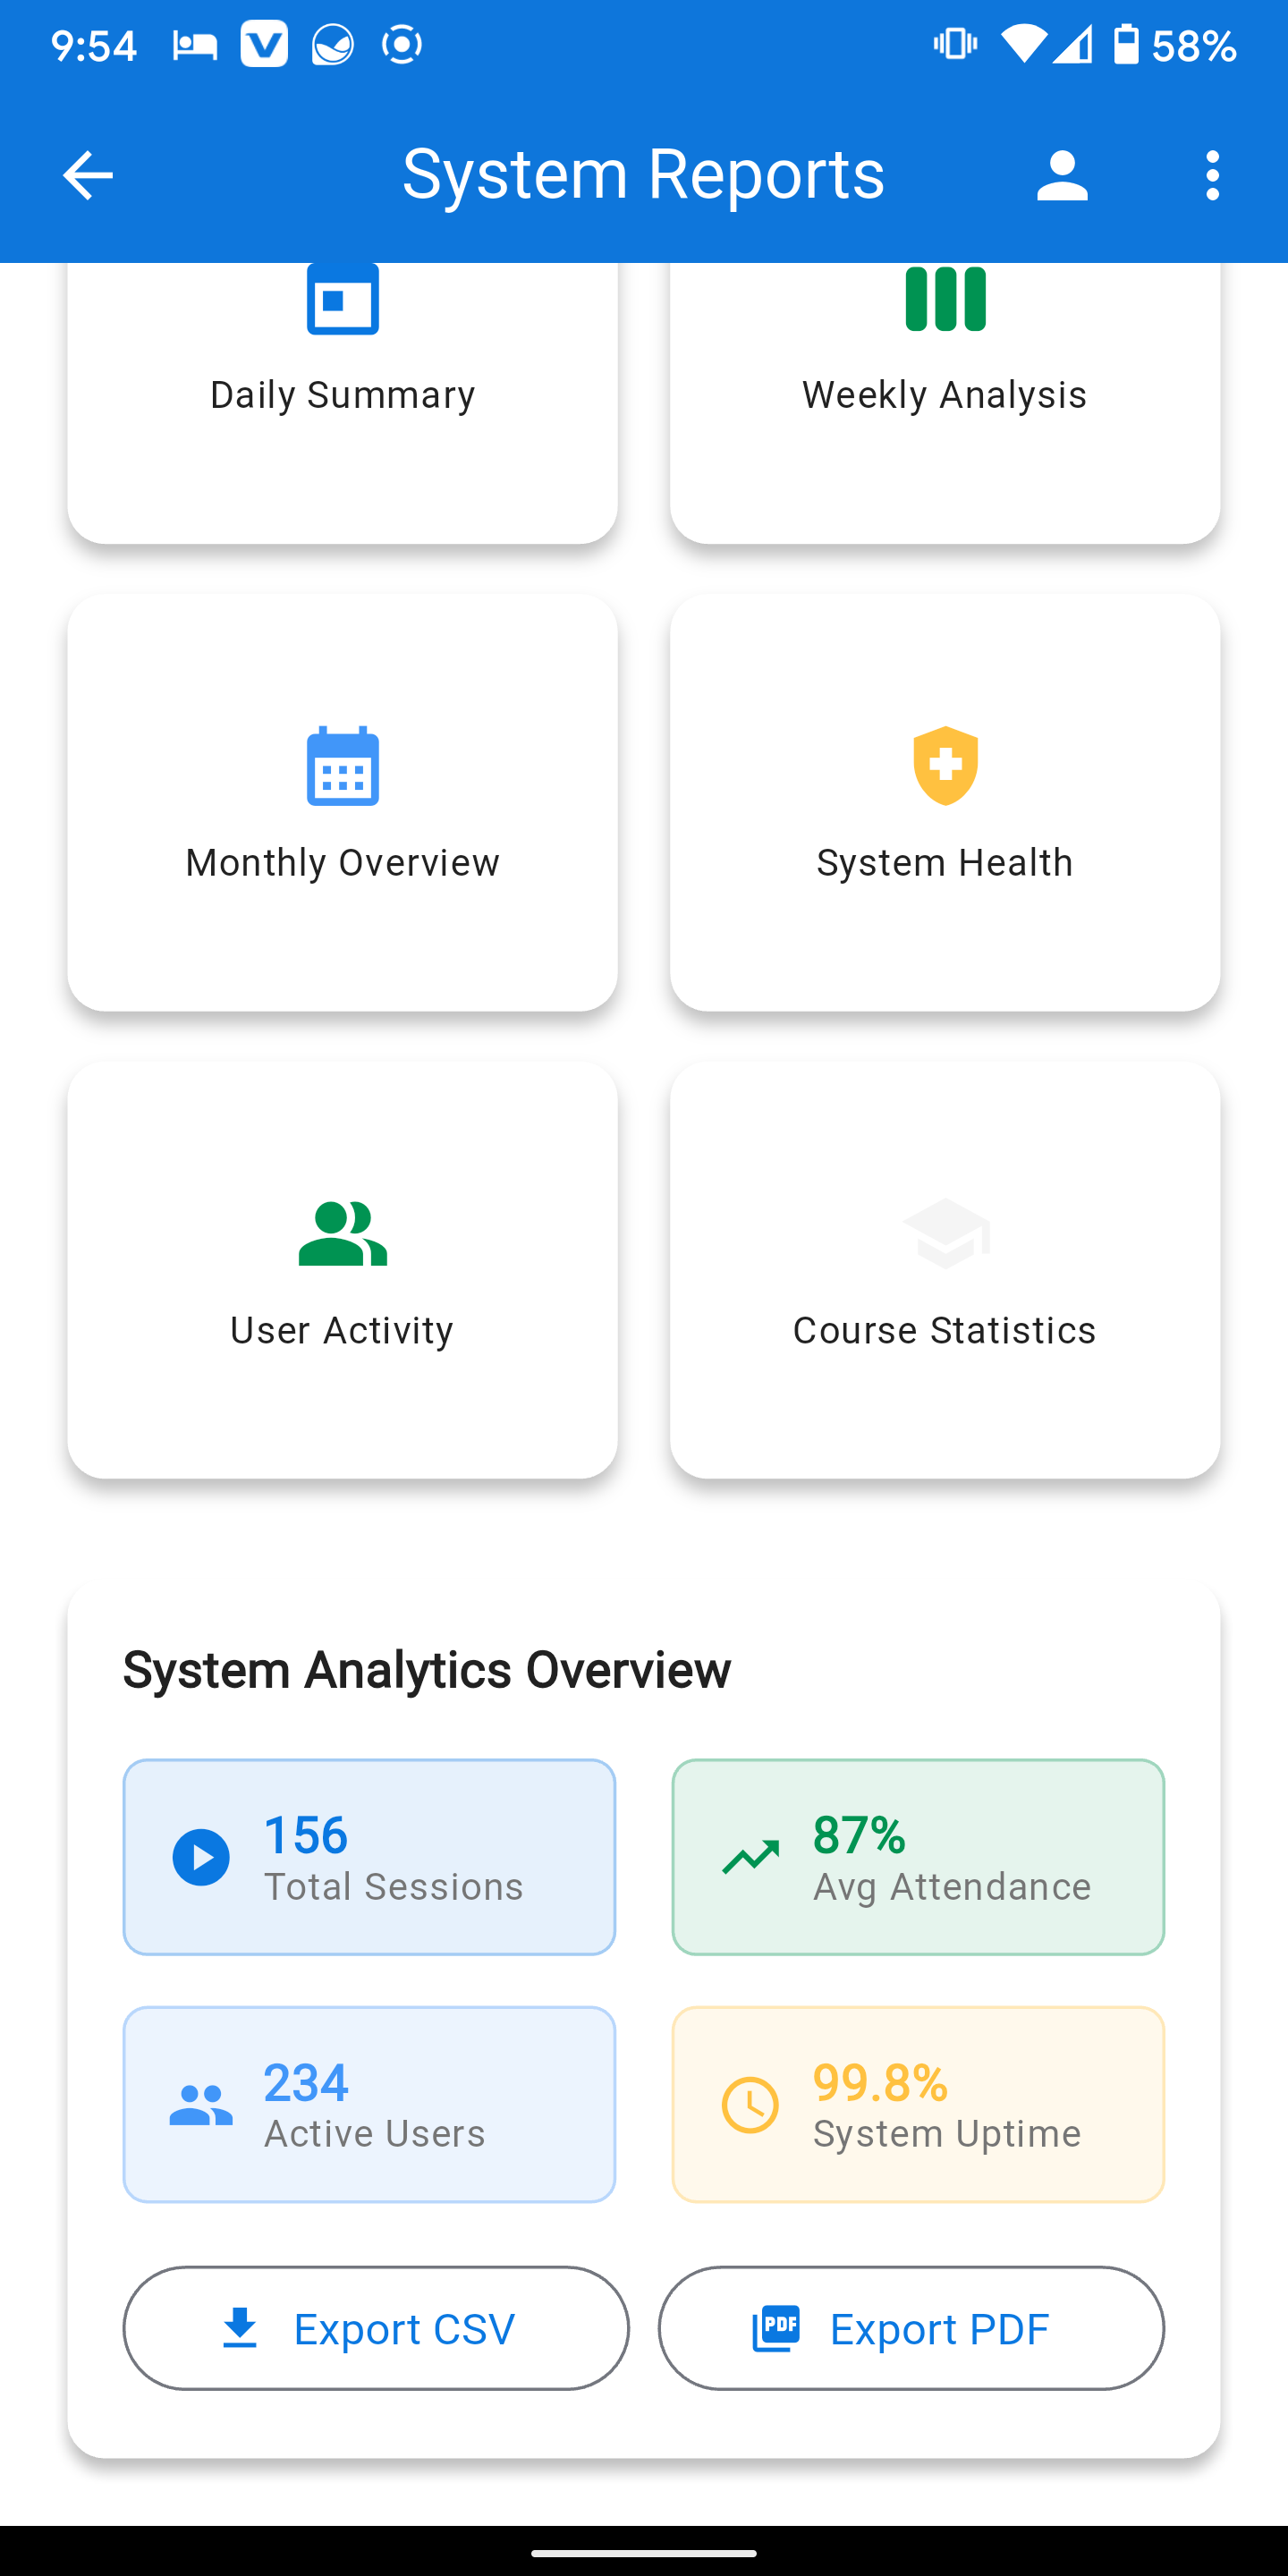 9:54
58%
System Reports
Daily Summary
Weekly Analysis
Monthly Overview
System Health
User Activity
Course Statistics
System Analytics Overview
156
Total Sessions
87%
Avg Attendance
234
Active Users
99.8%
System Uptime
Export CSV
PDF
Export PDF